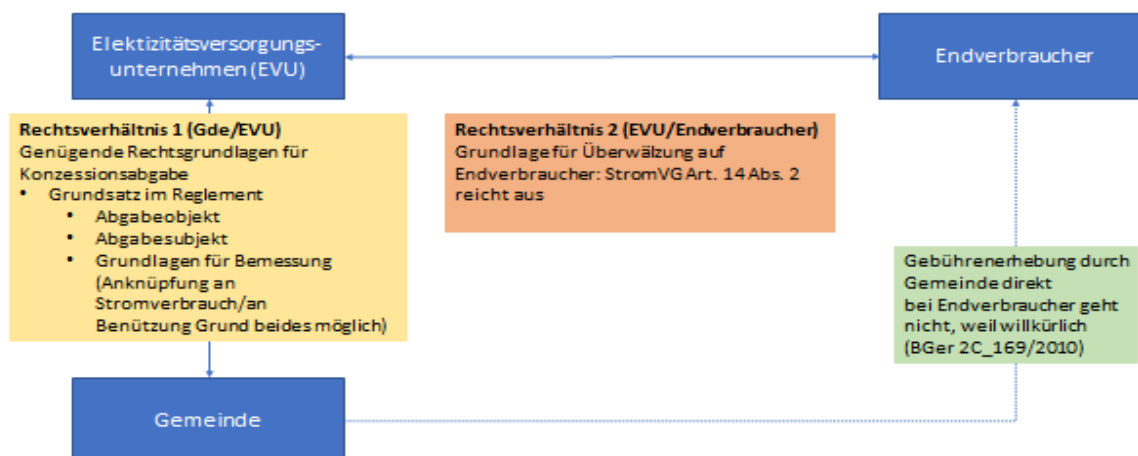 Elektizitätsversorgungs-
unternehmen (EVU)
Endverbraucher
Rechtsverhältnis 1 (Gde/EVU)
Genügende Rechtsgrundlagen für
Konzessionsabgabe
• Grundsatz im Reglement
• Abgabeobjekt
• Abgabesubjekt
• Grundlagen für Bemessung
(Anknüpfung an
Stromverbrauch/an
Benützung Grund beides möglich)
Rechtsverhältnis 2 (EVU/Endverbraucher)
Grundlage für Überwälzung auf
Endverbraucher: StromVG Art. 14 Abs. 2
reicht aus
Gebührenerhebung durch
Gemeinde direkt
bei Endverbraucher geht
nicht, weil willkürlich
(BGer 2C_169/2010)
Gemeinde